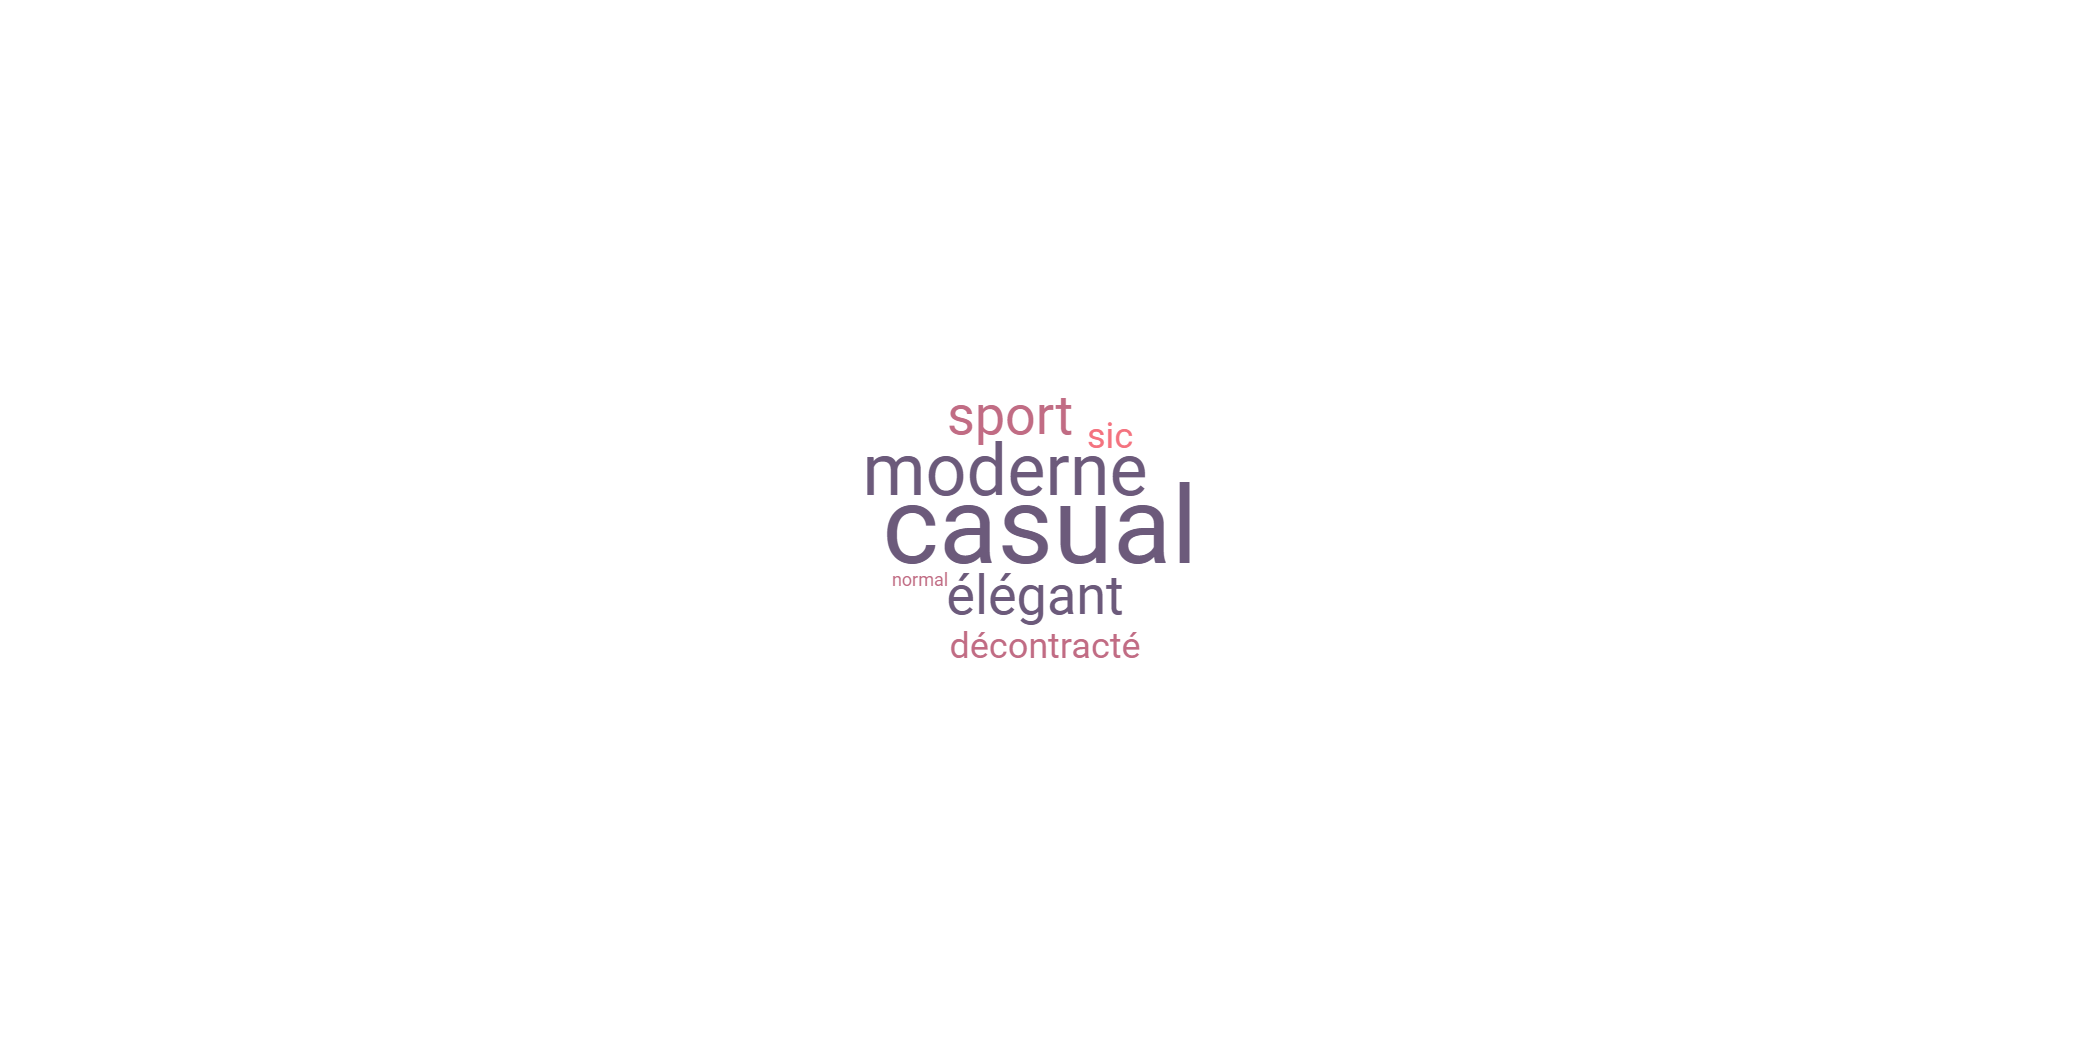 sport
sic
moderne
casual
normal
élégant
décontracté